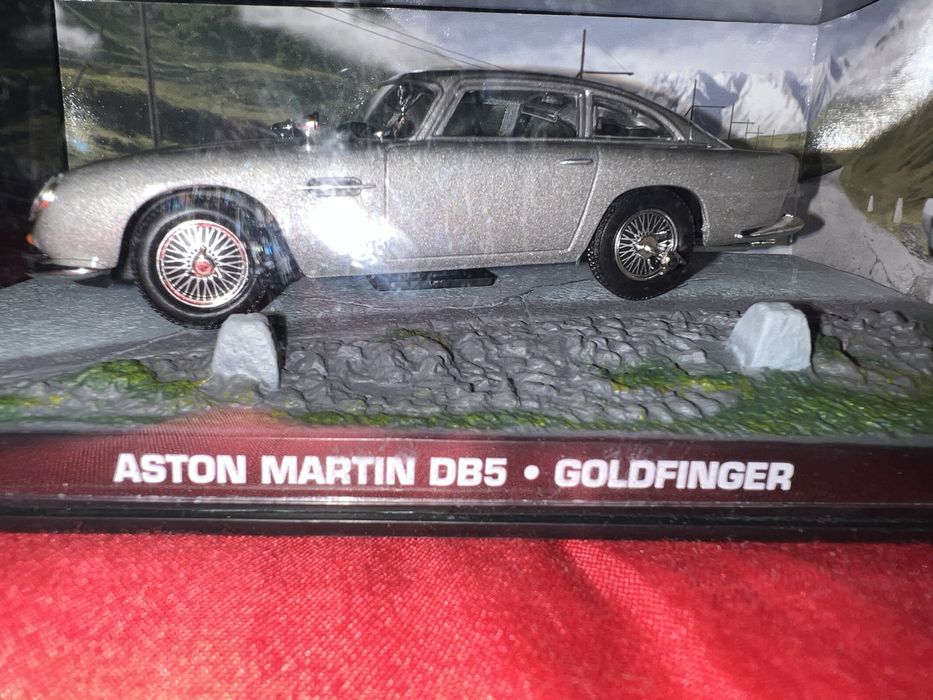 ASTON MARTIN DB5 • GOLDFINGER